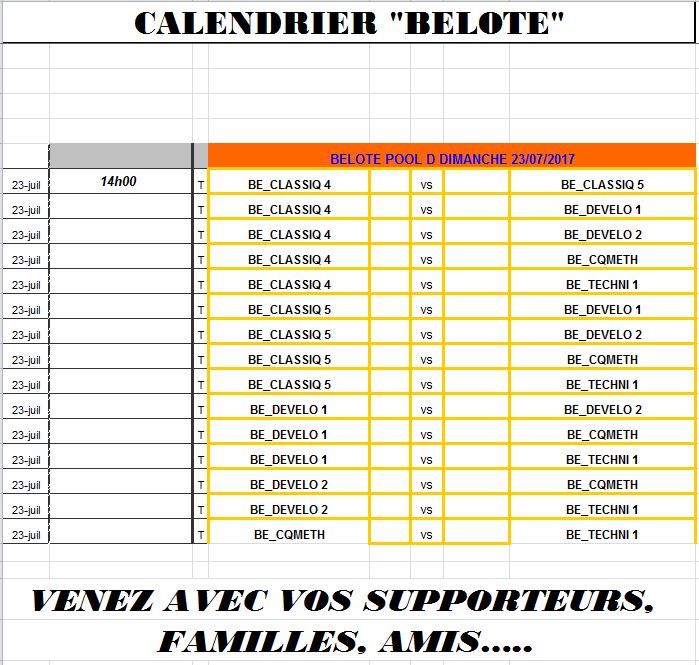 CALENDRIER "BELOTE"
BELOTE POOL D DIMANCHE 23/07/2017
23-juil 14h00 T BE_CLASSIQ 4 vs BE_CLASSIQ 5
23-juil T BE_CLASSIQ 4 vs BE_DEVELO 1
23-juil T BE_CLASSIQ 4 vs BE_DEVELO 2
23-juil T BE_CLASSIQ 4 vs BE_CQMETH
23-juil T BE_CLASSIQ 4 vs BE_TECHNI 1
23-juil T BE_CLASSIQ 5 vs BE_DEVELO 1
23-juil T BE_CLASSIQ 5 vs BE_DEVELO 2
23-juil T BE_CLASSIQ 5 vs BE_CQMETH
23-juil T BE_CLASSIQ 5 vs BE_TECHNI 1
23-juil T BE_DEVELO 1 vs BE_DEVELO 2
23-juil T BE_DEVELO 1 vs BE_CQMETH
23-juil T BE_DEVELO 1 vs BE_TECHNI 1
23-juil T BE_DEVELO 2 vs BE_CQMETH
23-juil T BE_DEVELO 2 vs BE_TECHNI 1
23-juil T BE_CQMETH vs BE_TECHNI 1
VENEZ AVEC VOS SUPPORTEURS,
FAMILLES, AMIS.....